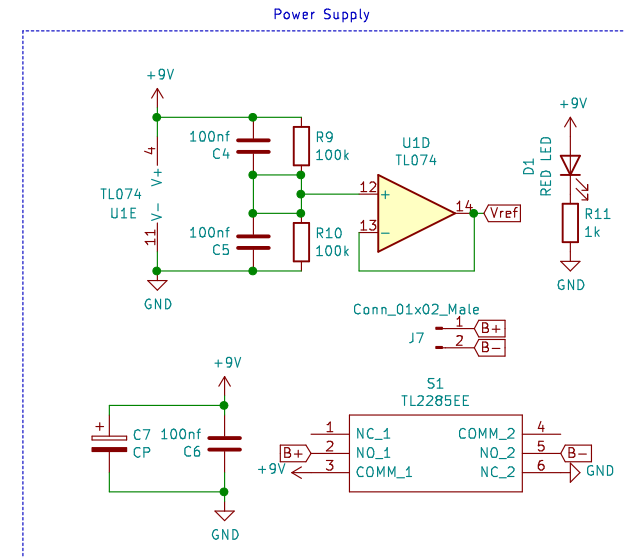 Power Supply
+9V
4
V+
TL074
U1E
V-
11
GND
100nf
C4
R9
100k
100nf
C5
R10
100k
U1D
TL074
12
+
13
-
14
Vref
+9V
D1
RED LED
R11
1k
GND
Conn_01x02_Male
J7
1
B+
2
B-
+9V
+
C7
CP
100nf
C6
GND
S1
TL2285EE
1
NC_1
B+
2
NO_1
+9V
3
COMM_1
COMM_2
4
NO_2
5
B-
NC_2
6
GND